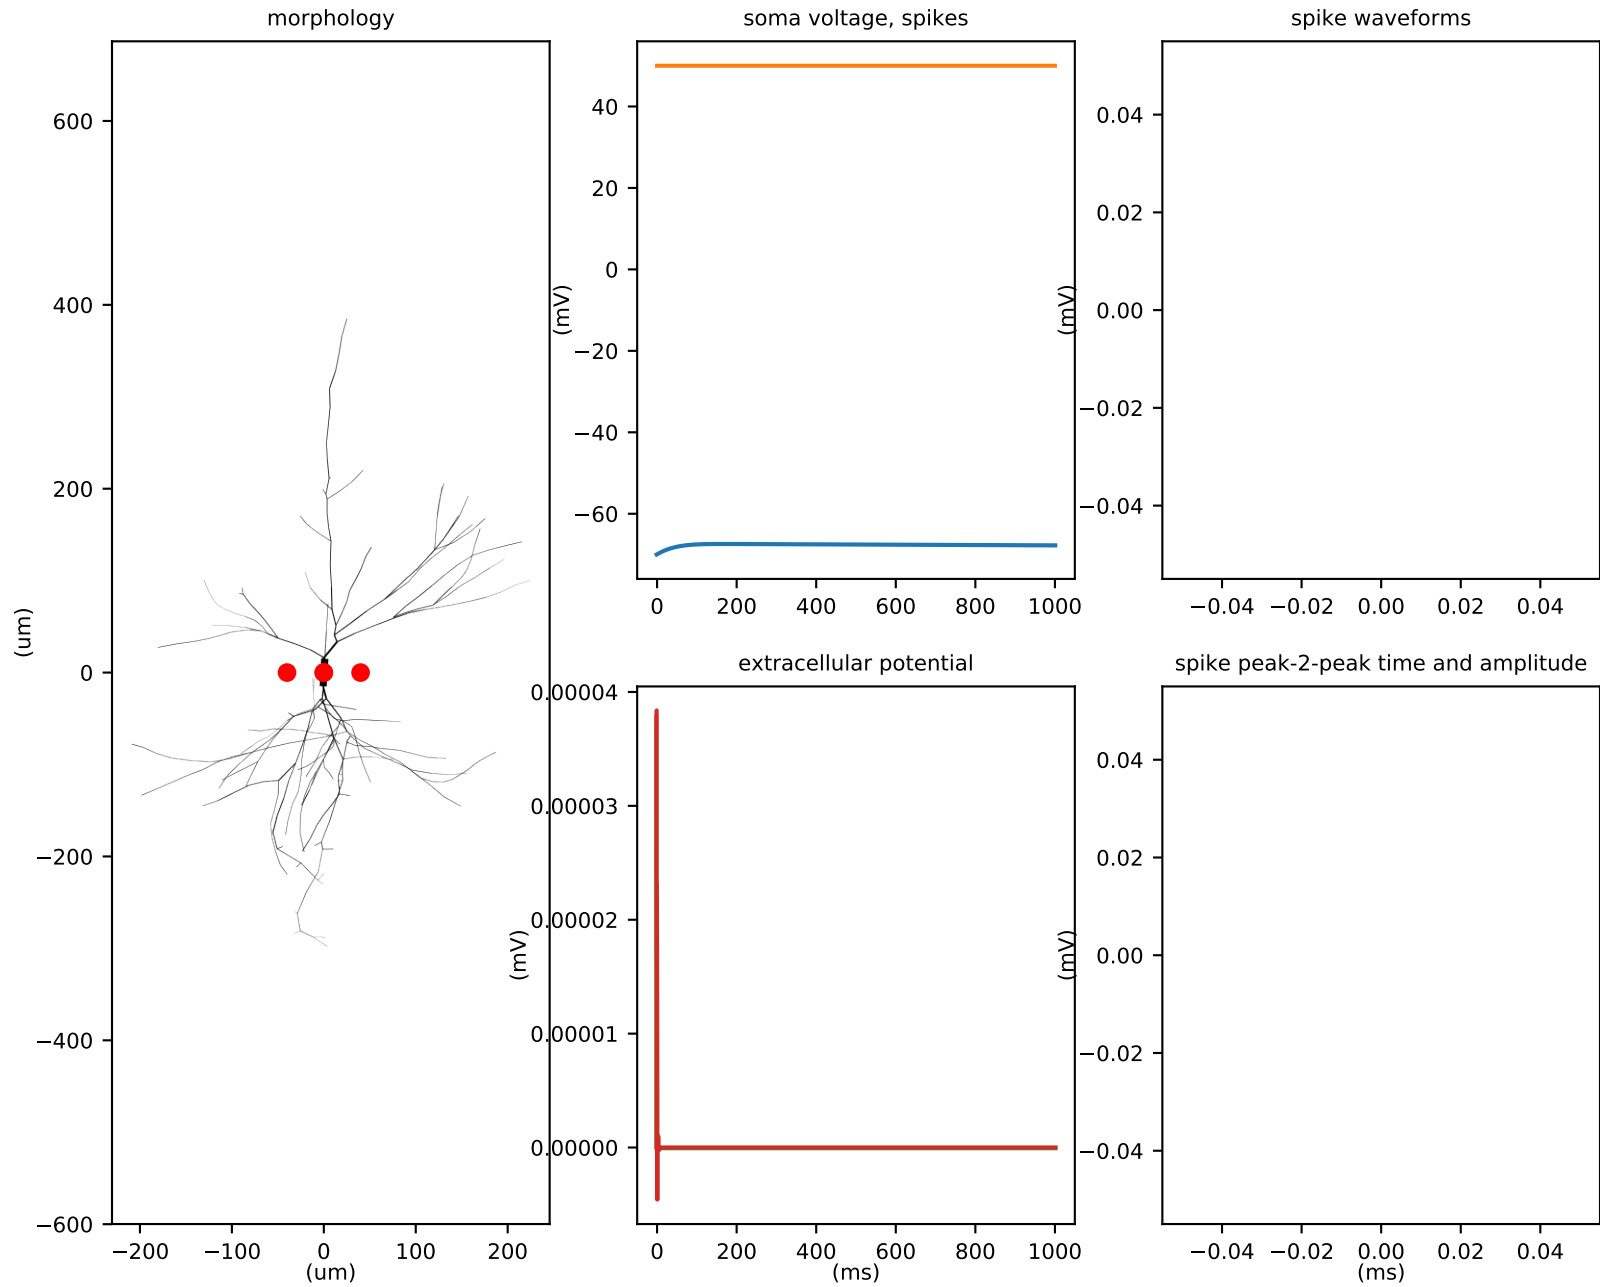 morphology
600
400
200
0
−200
−400
−600
−200 −100 0 100 200
(um)
(um)
soma voltage, spikes
40
20
0
−20
−40
−60
0 200 400 600 800 1000
(mV)
spike waveforms
0.04
0.02
0.00
−0.02
−0.04
−0.04 −0.02 0.00 0.02 0.04
(mV)
extracellular potential
0.00004
0.00003
0.00002
0.00001
0.00000
0 200 400 600 800 1000
(ms)
(mV)
spike peak-2-peak time and amplitude
0.04
0.02
0.00
−0.02
−0.04
−0.04 −0.02 0.00 0.02 0.04
(ms)
(mV)